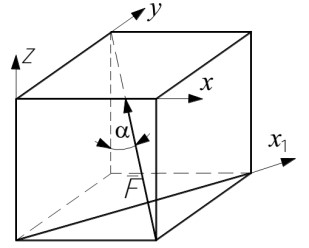 y
z
x
α
x₁
F̅